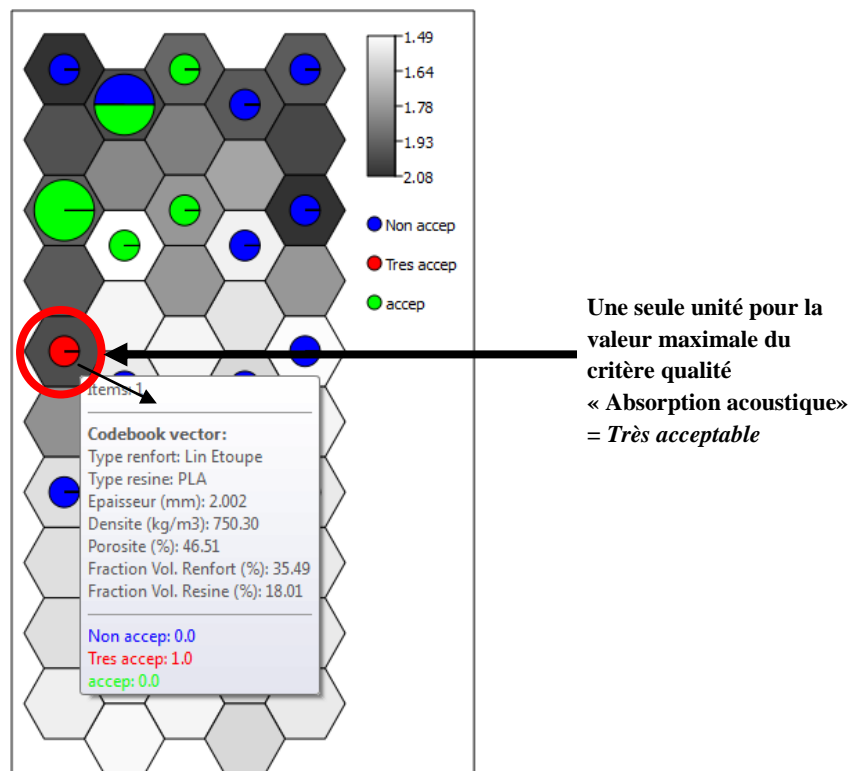 1.49
1.64
1.78
1.93
2.08
Non accep
Tres accep
accep
Une seule unité pour la
valeur maximale du
critère qualité
« Absorption acoustique»
= Très acceptable
Items: 1
Codebook vector:
Type renfort: Lin Etoupe
Type resine: PLA
Epaisseur (mm): 2.002
Densite (kg/m3): 750.30
Porosite (%): 46.51
Fraction Vol. Renfort (%): 35.49
Fraction Vol. Resine (%): 18.01
Non accep: 0.0
Tres accep: 1.0
accep: 0.0